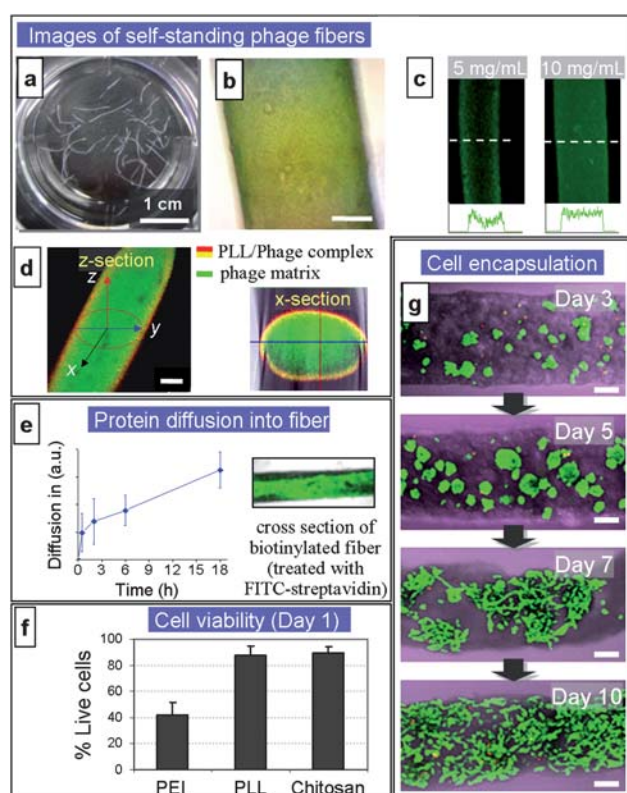 Images of self-standing phage fibers
a
1 cm
b
c
5 mg/mL
10 mg/mL
d
z-section
z
y
x
PLL/Phage complex
phage matrix
x-section
e
Protein diffusion into fiber
Diffusion in (a.u.)
0 3 6 9 12 15 18
Time (h)
cross section of
biotinylated fiber
(treated with
FITC-streptavidin)
f
Cell viability (Day 1)
% Live cells
100
80
60
40
20
0
PEI PLL Chitosan
Cell encapsulation
g
Day 3
Day 5
Day 7
Day 10